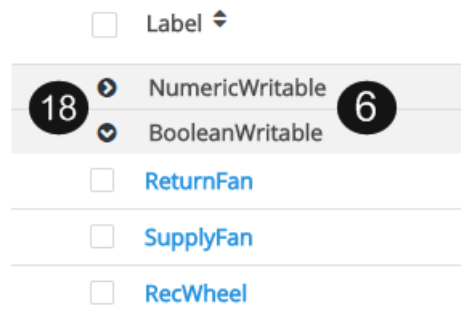 Label
NumericWritable
18 6
BooleanWritable
ReturnFan
SupplyFan
RecWheel